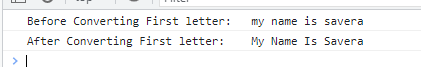 Before Converting First letter:   my name is savera
After Converting First letter:    My Name Is Savera
>